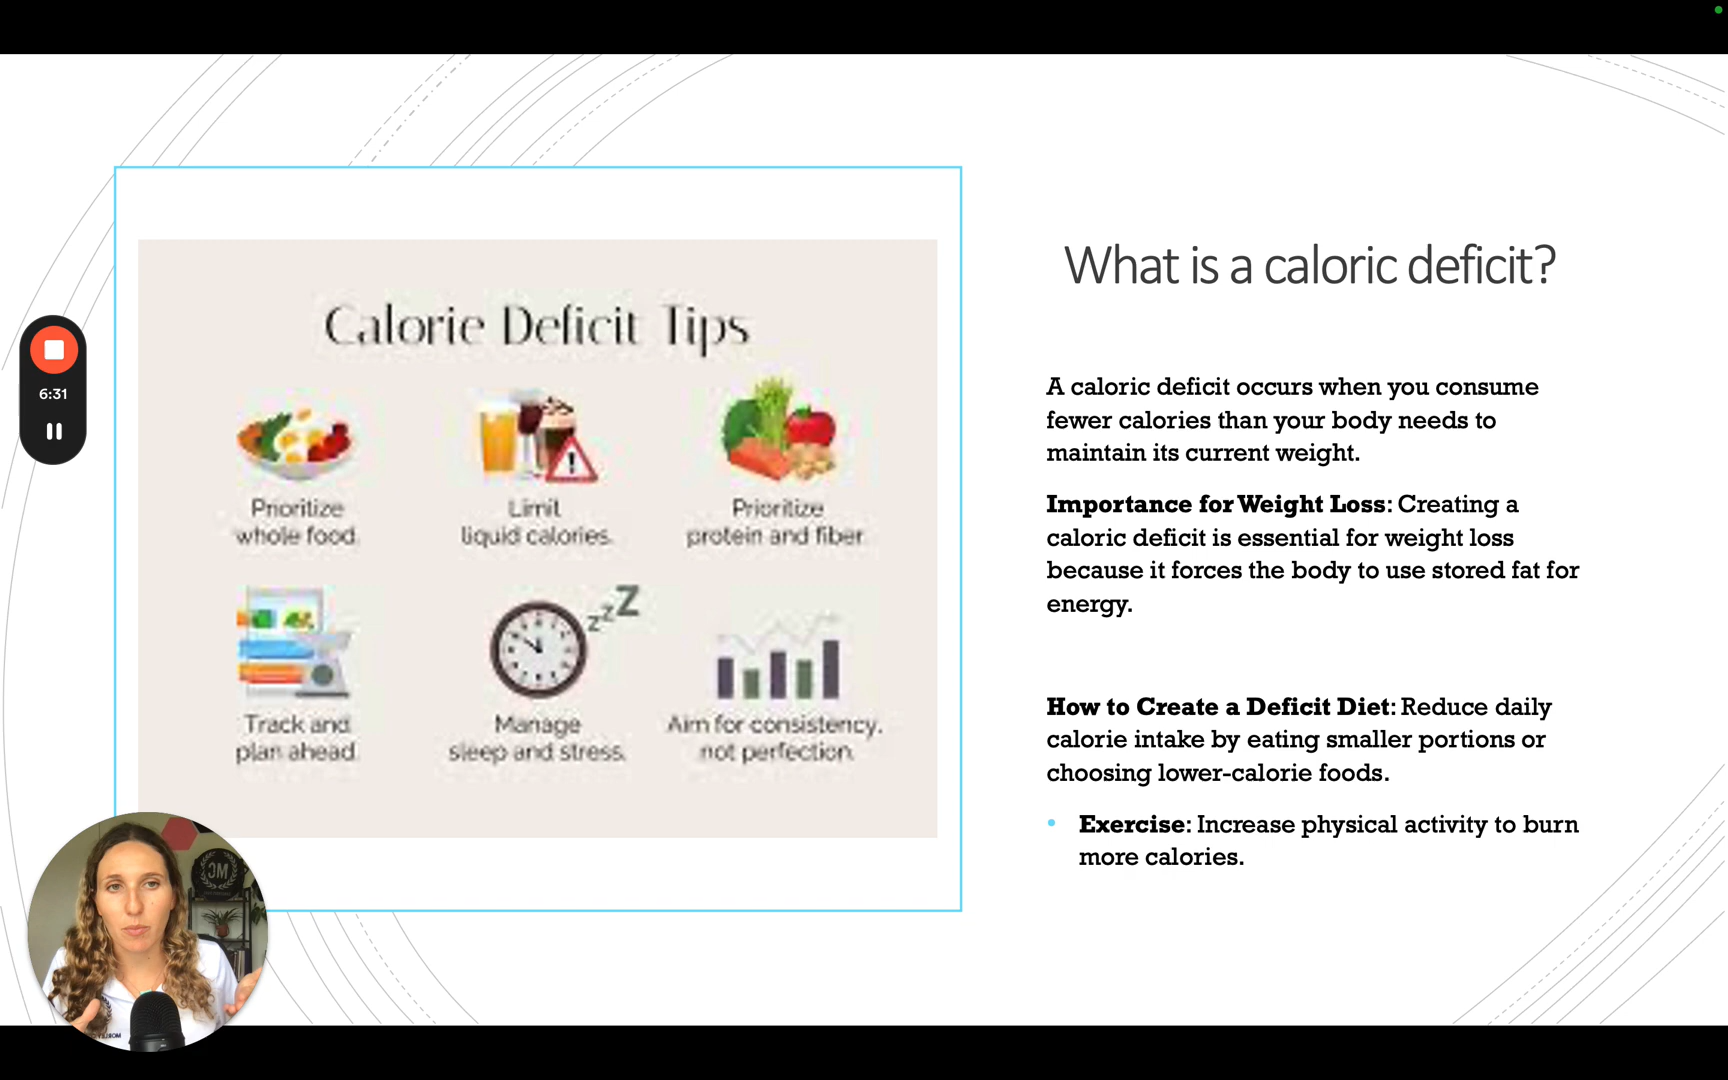 What is a caloric deficit?
Calorie Deficit Tips
Prioritize
whole food.
Limit
liquid calories.
Prioritize
protein and fiber.
Track and
plan ahead.
Manage
sleep and stress.
Aim for consistency,
not perfection.
zzZ
A caloric deficit occurs when you consume
fewer calories than your body needs to
maintain its current weight.
Importance for Weight Loss: Creating a
caloric deficit is essential for weight loss
because it forces the body to use stored fat for
energy.
How to Create a Deficit Diet: Reduce daily
calorie intake by eating smaller portions or
choosing lower-calorie foods.
• Exercise: Increase physical activity to burn
more calories.
6:31
JM